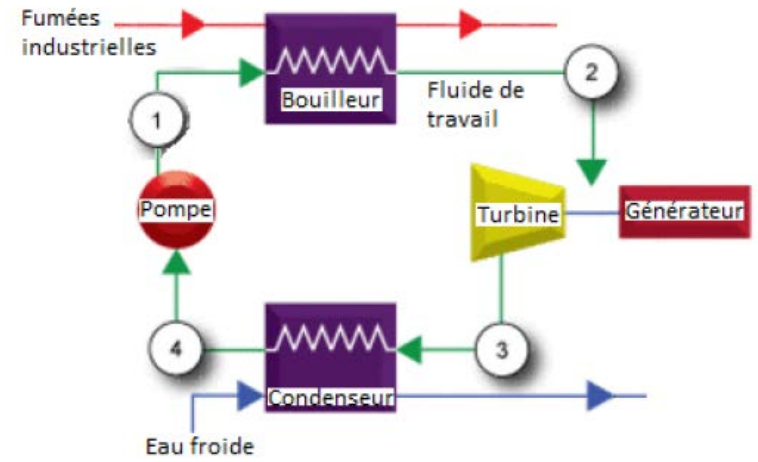 Fumées
industrielles
Bouilleur
Fluide de
travail
2
1
Pompe
Turbine
Générateur
4
3
Condenseur
Eau froide